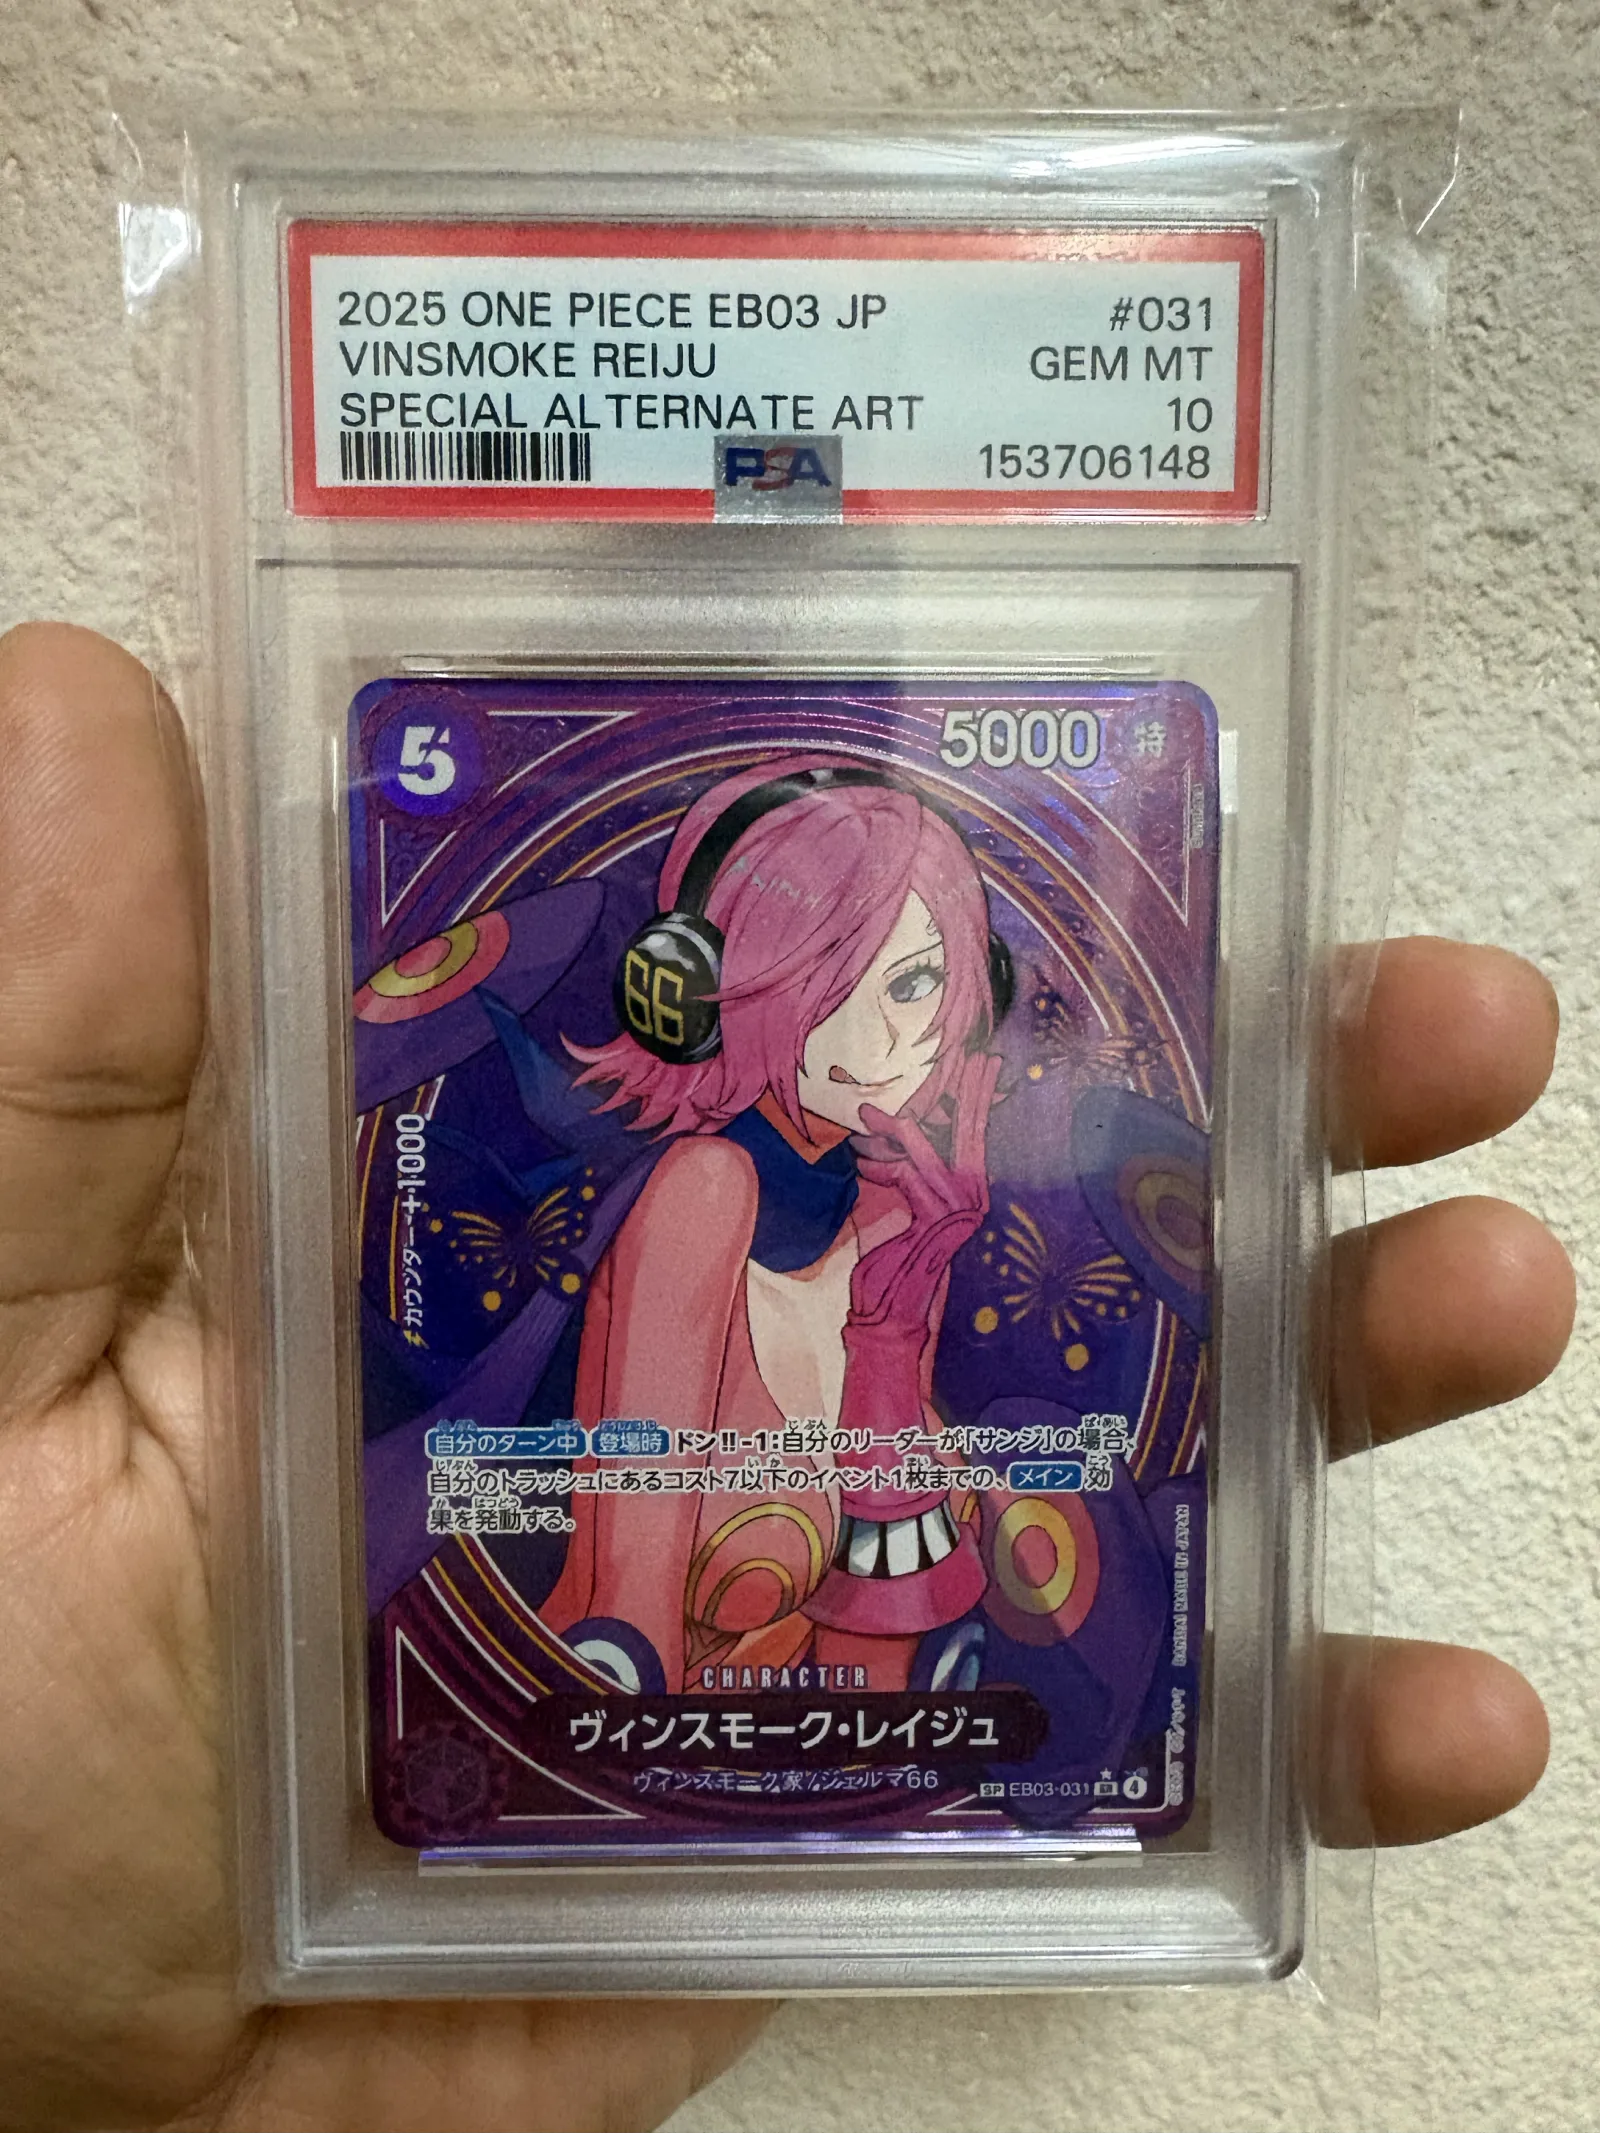 2025 ONE PIECE EB03 JP #031
VINSMOKE REIJU GEM MT
SPECIAL ALTERNATE ART 10
PSA 153706148
5
5000 特
66
カウンター+1000
自分のターン中 登場時 ドン!!-1:自分のリーダーが「サンジ」の場合、
自分のトラッシュにあるコスト7以下のイベント1枚までの、メイン 効
果を発動する。
BANDAI MADE IN JAPAN
CHARACTER
ヴィンスモーク・レイジュ
ヴィンスモーク家/ジェルマ66
SP EB03-031 4